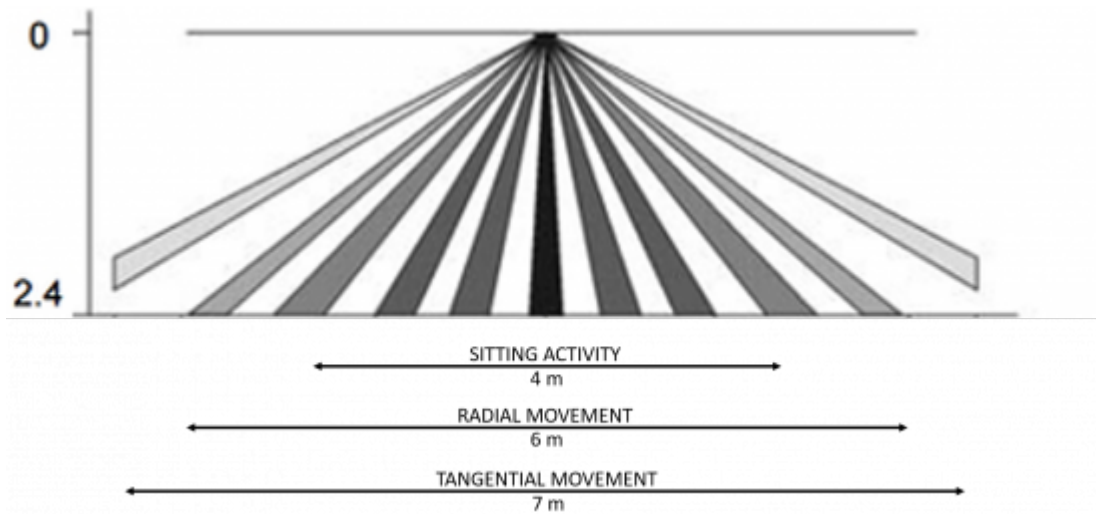 0
2.4
SITTING ACTIVITY
4 m
RADIAL MOVEMENT
6 m
TANGENTIAL MOVEMENT
7 m